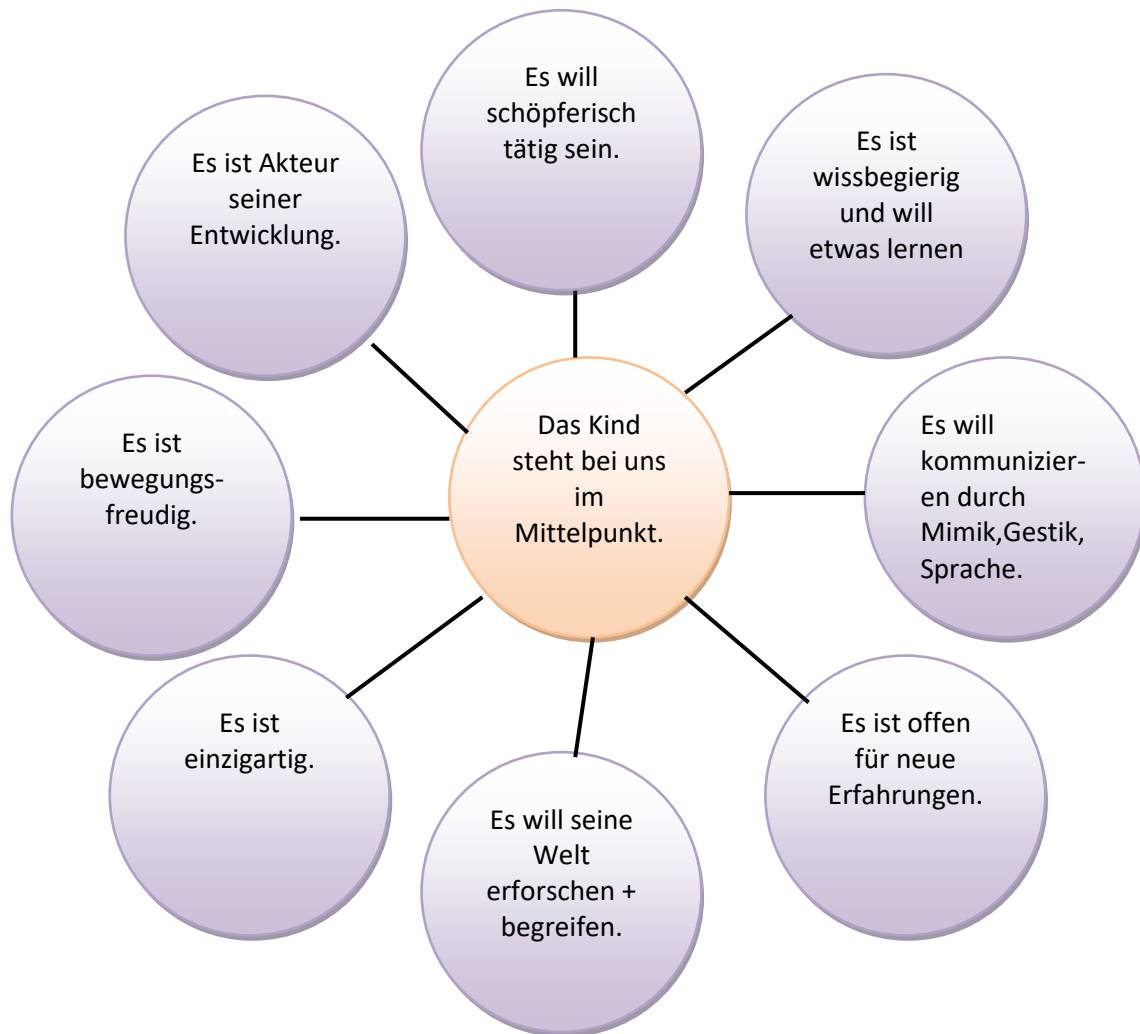 Es will
schöpferisch
tätig sein.
Es ist Akteur
seiner
Entwicklung.
Es ist
wissbegierig
und will
etwas lernen
Es ist
bewegungs-
freudig.
Das Kind
steht bei uns
im
Mittelpunkt.
Es will
kommunizier-
en durch
Mimik,Gestik,
Sprache.
Es ist
einzigartig.
Es will seine
Welt
erforschen +
begreifen.
Es ist offen
für neue
Erfahrungen.